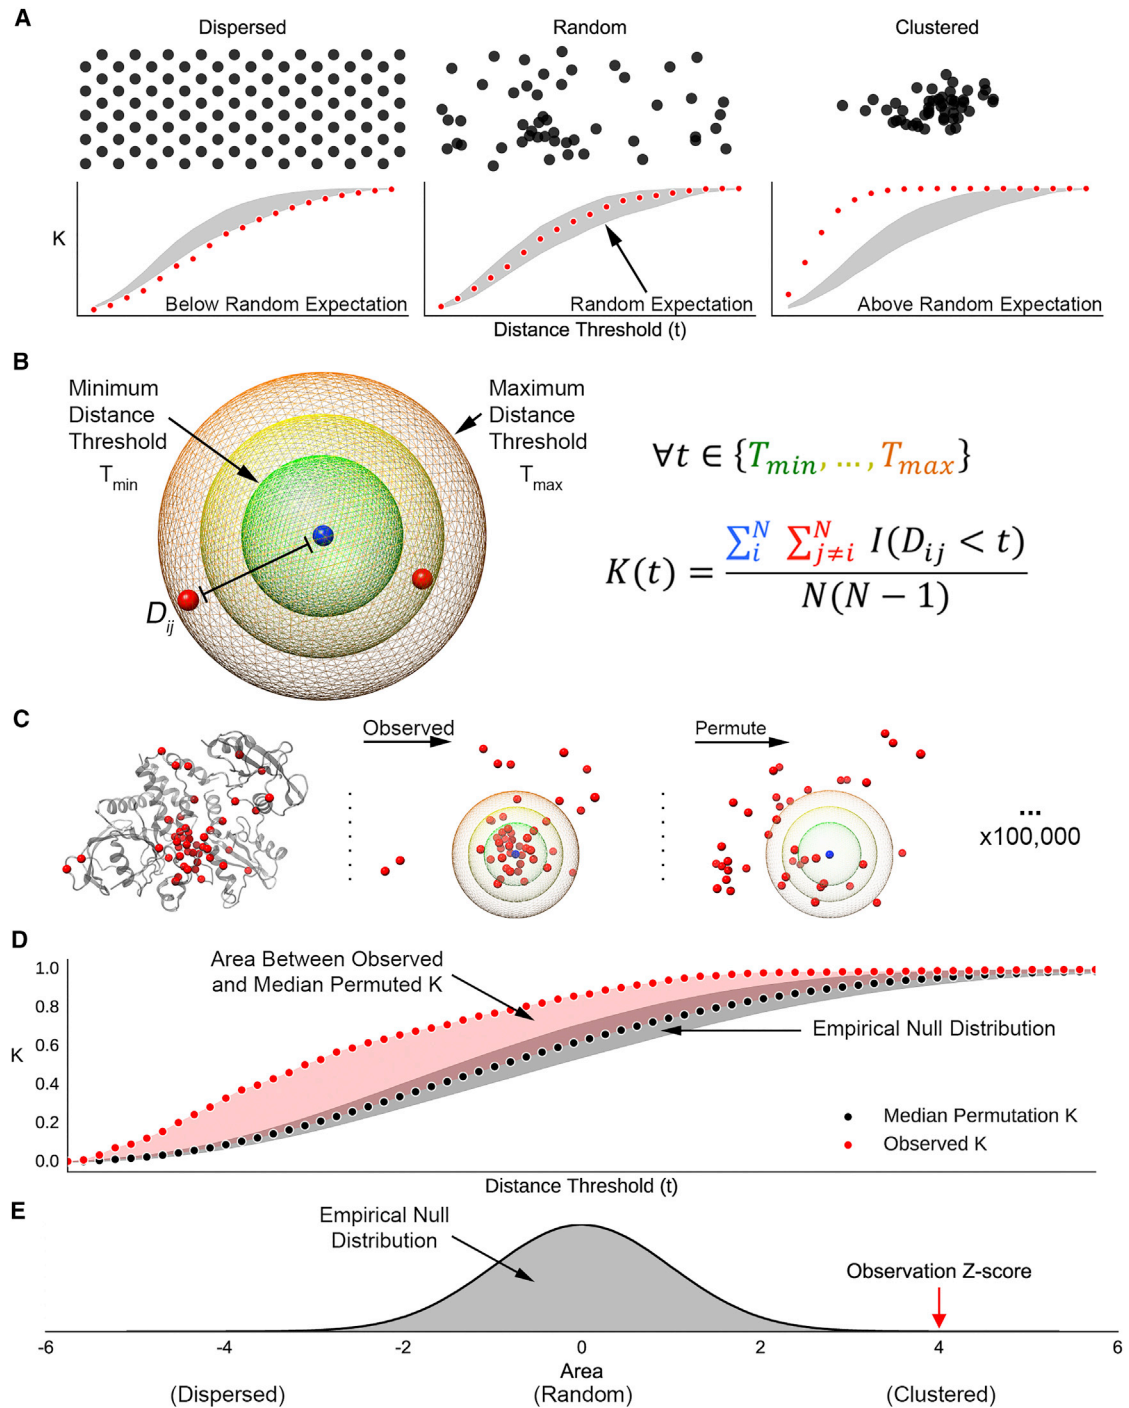 A
Dispersed
Random
Clustered
K
Below Random Expectation
Random Expectation
Above Random Expectation
Distance Threshold (t)
B
Minimum
Distance
Threshold
T_min
Maximum
Distance
Threshold
T_max
D_ij
∀t ∈ {T_min, ..., T_max}
K(t) = ∑_i^N ∑_{j≠i}^N I(D_ij < t) / N(N − 1)
C
Observed
Permute
...
x100,000
D
Area Between Observed
and Median Permuted K
Empirical Null Distribution
K
1.0
0.8
0.6
0.4
0.2
0.0
Median Permutation K
Observed K
Distance Threshold (t)
E
Empirical Null
Distribution
Observation Z-score
-6 -4 -2 0 2 4 6
Area
(Dispersed) (Random) (Clustered)